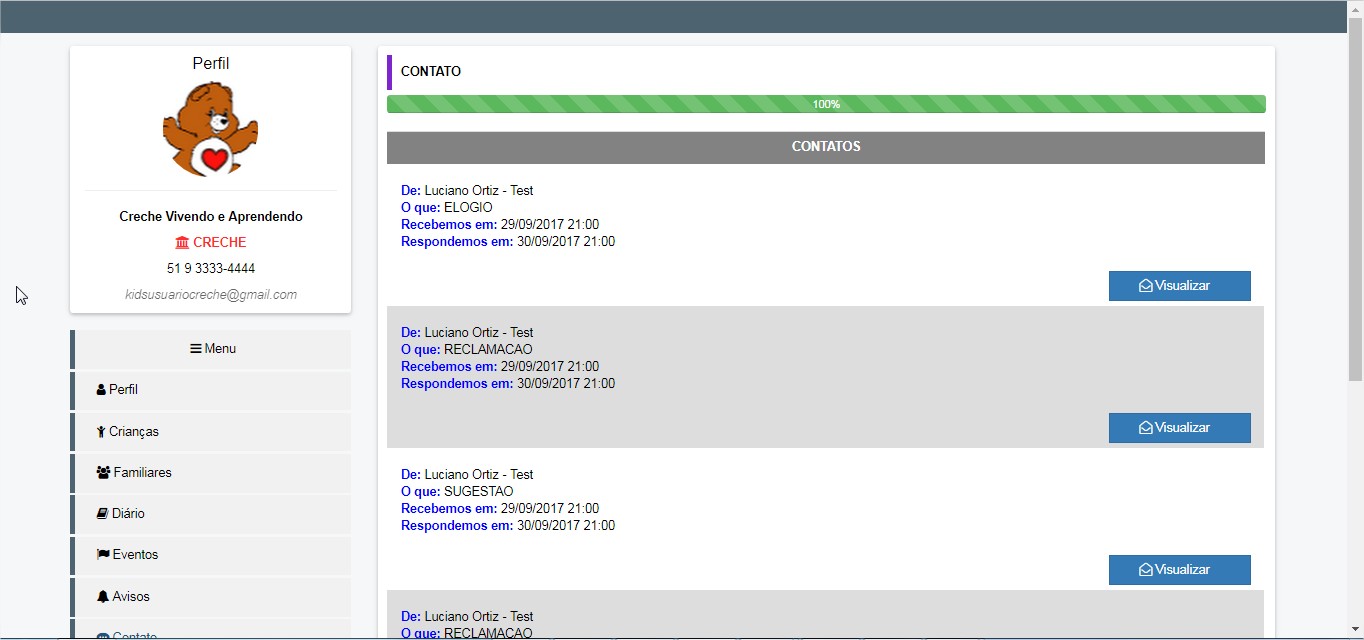 Perfil
Creche Vivendo e Aprendendo
CRECHE
51 9 3333-4444
kidsusuariocreche@gmail.com
Menu
Perfil
Crianças
Familiares
Diário
Eventos
Avisos
Contato
CONTATO
100%
CONTATOS
De: Luciano Ortiz - Test
O que: ELOGIO
Recebemos em: 29/09/2017 21:00
Respondemos em: 30/09/2017 21:00
Visualizar
De: Luciano Ortiz - Test
O que: RECLAMACAO
Recebemos em: 29/09/2017 21:00
Respondemos em: 30/09/2017 21:00
Visualizar
De: Luciano Ortiz - Test
O que: SUGESTAO
Recebemos em: 29/09/2017 21:00
Respondemos em: 30/09/2017 21:00
Visualizar
De: Luciano Ortiz - Test
O que: RECLAMACAO